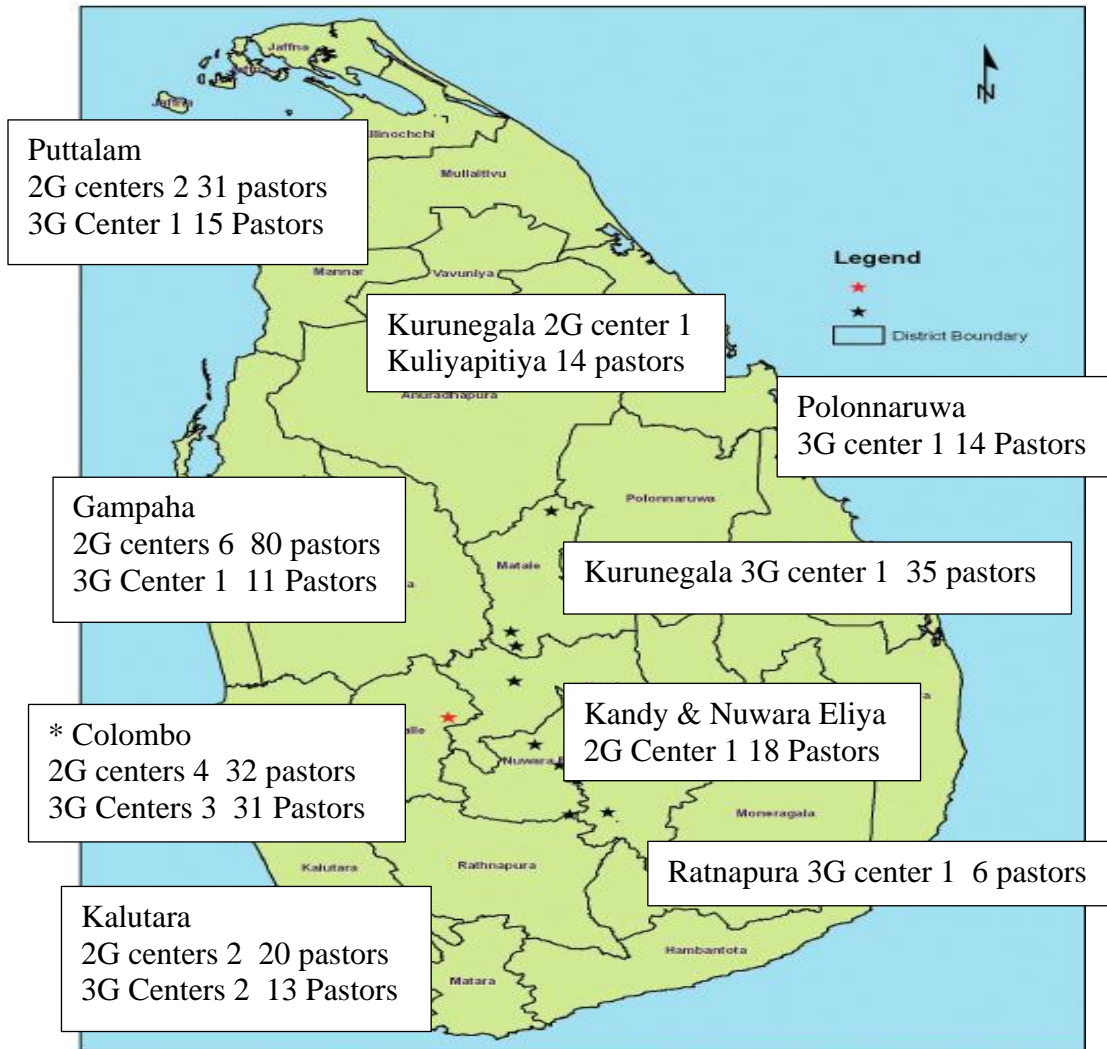 Jaffna
Jaffna
Puttalam
2G centers 2 31 pastors
3G Center 1 15 Pastors
llinochchi
Mullaitivu
N
Legend
District Boundary
Mannar
Vavuniya
Kurunegala 2G center 1
Kuliyapitiya 14 pastors
Anuradhapura
Polonnaruwa
3G center 1 14 Pastors
Gampaha
2G centers 6 80 pastors
3G Center 1 11 Pastors
Polonnaruwa
Matale
Kurunegala 3G center 1 35 pastors
* Colombo
2G centers 4 32 pastors
3G Centers 3 31 Pastors
alle
Kandy & Nuwara Eliya
2G Center 1 18 Pastors
Nuwara
Moneragala
Kalutara
Rathnapura
Ratnapura 3G center 1 6 pastors
Kalutara
2G centers 2 20 pastors
3G Centers 2 13 Pastors
Matara
Hambantota